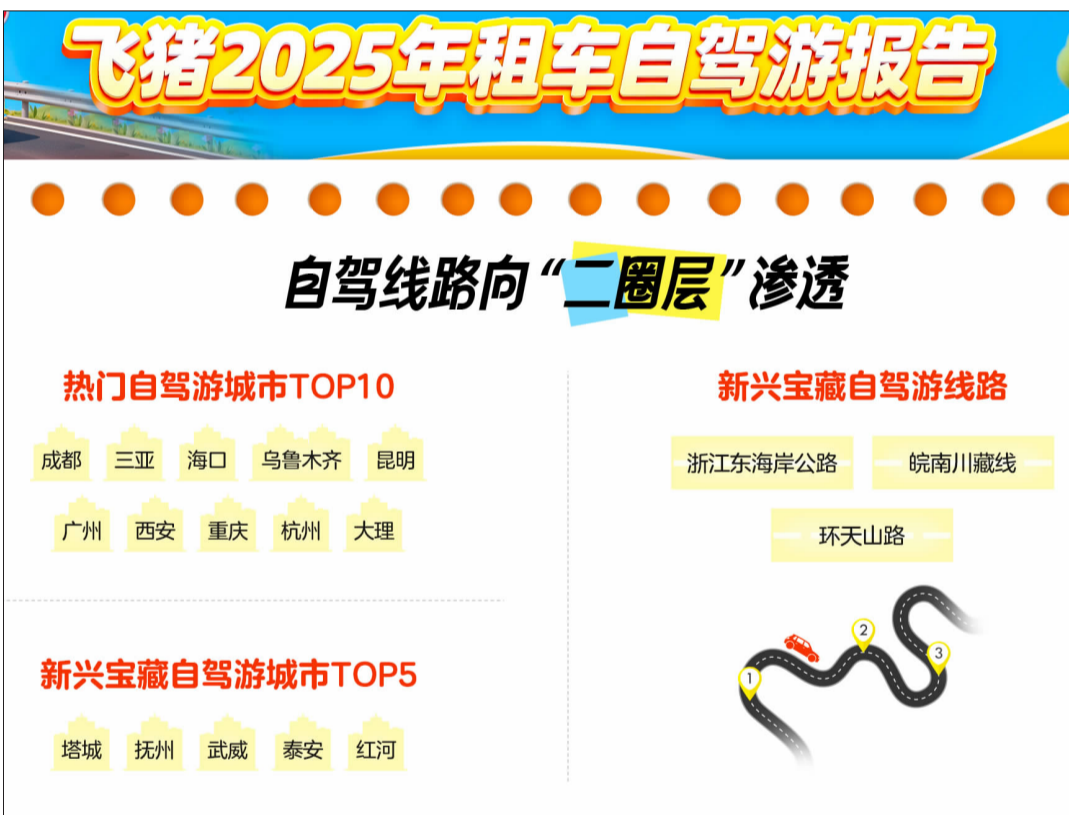 飞猪2025年租车自驾游报告
自驾线路向“二圈层”渗透
热门自驾游城市TOP10
成都 三亚 海口 乌鲁木齐 昆明
广州 西安 重庆 杭州 大理
新兴宝藏自驾游城市TOP5
塔城 抚州 武威 泰安 红河
新兴宝藏自驾游线路
浙江东海岸公路 皖南川藏线
环天山路
1
2
3